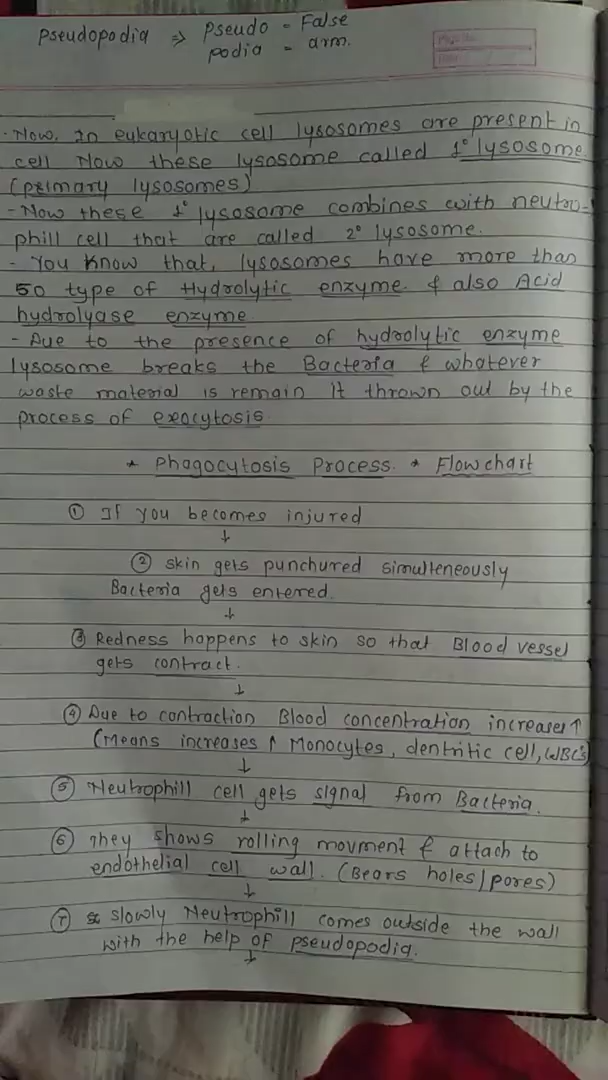 Pseudopodia ⇒ Pseudo = False
podia = arm.
- Now, In eukaryotic cell lysosomes are present in
cell Now these lysosome called 1° lysosome
(primary lysosomes)
- Now these 1° lysosome combines with neutro-
phill cell that are called 2° lysosome.
- You know that, lysosomes have more than
50 type of Hydrolytic enzyme & also Acid
hydrolyase enzyme
- Due to the presence of hydrolytic enzyme
lysosome breaks the Bacteria & whatever
waste material is remain It thrown out by the
process of exocytosis
* Phagocytosis Process. * Flowchart
① If you becomes injured
↓
② skin gets punchured simulteneously
Bacteria gets entered.
↓
③ Redness happens to skin so that Blood vessel
gets contract.
↓
④ Due to contraction Blood concentration increases ↑
(Means increases ↑ Monocytes, dentritic cell, WBC's)
↓
⑤ Neutrophill cell gets signal from Bacteria.
↓
⑥ They shows rolling movment & attach to
endothelial cell wall. (Bears holes/pores)
↓
⑦ slowly Neutrophill comes outside the wall
with the help of pseudopodia.
↓